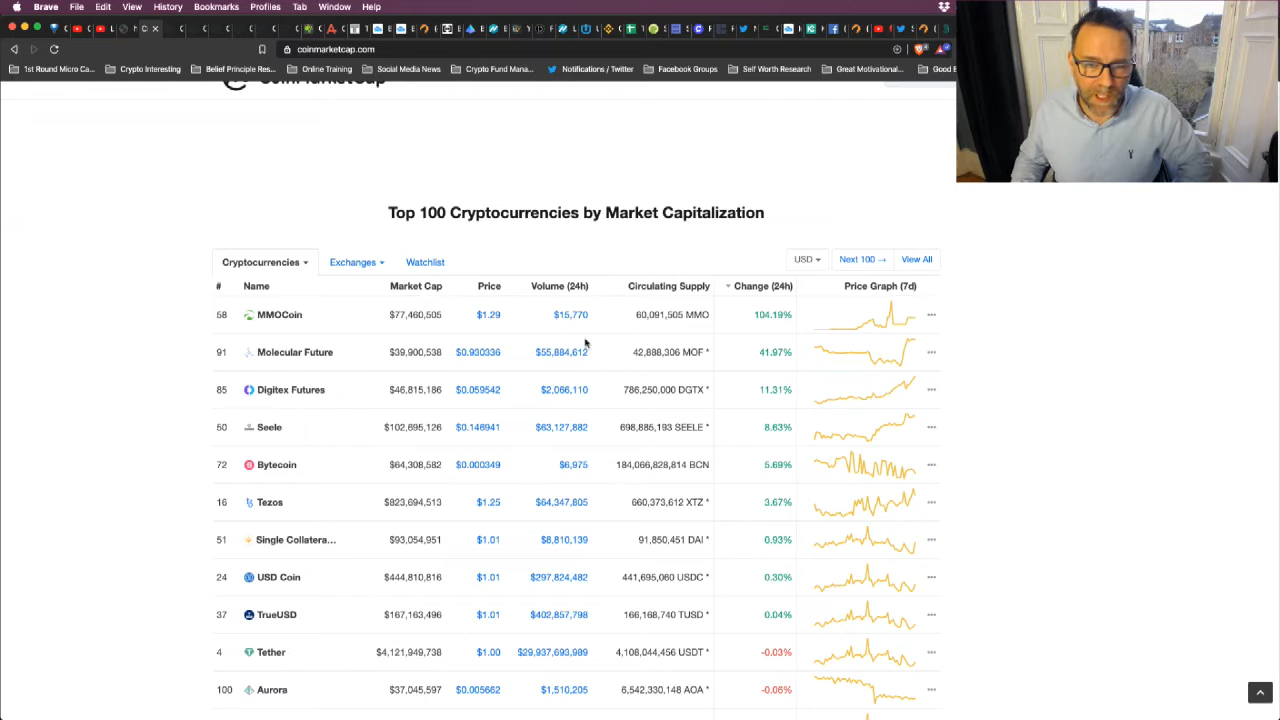 Brave File Edit View History Bookmarks Profiles Tab Window Help
coinmarketcap.com
1st Round Micro Ca... Crypto Interesting Belief Principle Res... Online Training Social Media News Crypto Fund Mana... Notifications / Twitter Facebook Groups Self Worth Research Great Motivational... Good B
CoinMarketCap
Top 100 Cryptocurrencies by Market Capitalization
Cryptocurrencies Exchanges Watchlist USD Next 100 → View All
# Name Market Cap Price Volume (24h) Circulating Supply Change (24h) Price Graph (7d)
58 MMOCoin $77,460,505 $1.29 $15,770 60,091,505 MMO 104.19%
91 Molecular Future $39,900,538 $0.930336 $55,884,612 42,888,306 MOF * 41.97%
85 Digitex Futures $46,815,186 $0.059542 $2,066,110 786,250,000 DGTX * 11.31%
50 Seele $102,695,126 $0.146941 $63,127,882 698,885,193 SEELE * 8.63%
72 Bytecoin $64,308,582 $0.000349 $6,975 184,066,828,814 BCN 5.69%
16 Tezos $823,694,513 $1.25 $64,347,805 660,373,612 XTZ * 3.67%
51 Single Collatera... $93,054,951 $1.01 $8,810,139 91,850,451 DAI * 0.93%
24 USD Coin $444,810,816 $1.01 $297,824,482 441,695,060 USDC * 0.30%
37 TrueUSD $167,163,496 $1.01 $402,857,798 166,168,740 TUSD * 0.04%
4 Tether $4,121,949,738 $1.00 $29,937,693,989 4,108,044,456 USDT * -0.03%
100 Aurora $37,045,597 $0.005662 $1,510,205 6,542,330,148 AOA * -0.06%